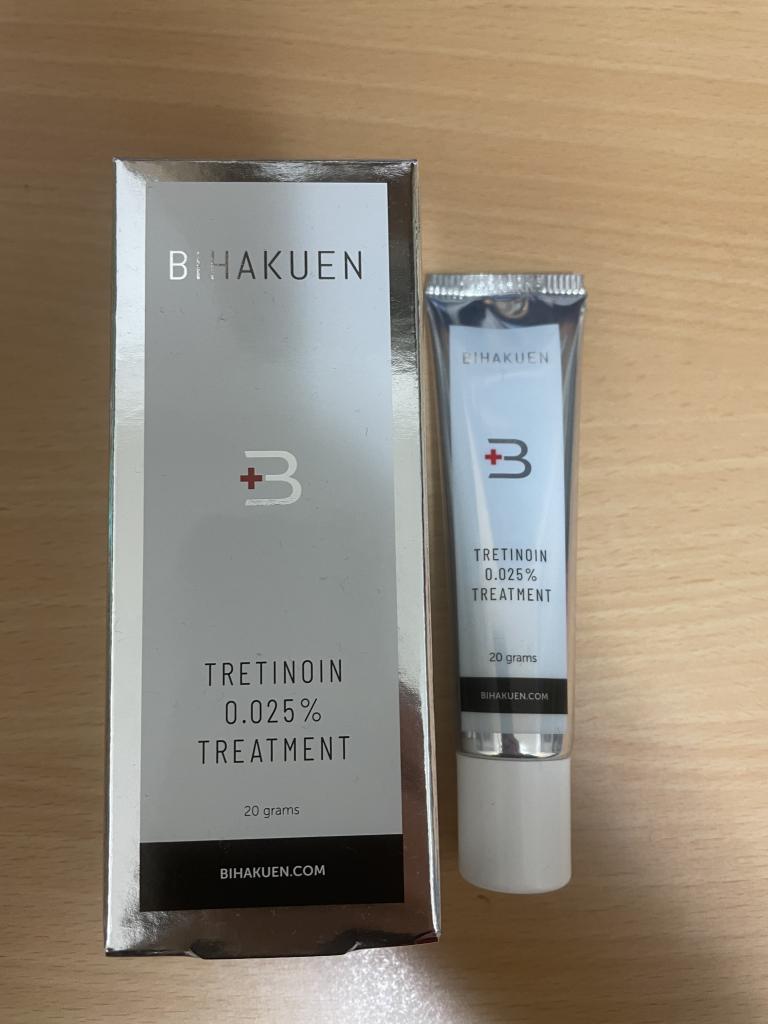 BIHAKUEN
B
TRETINOIN
0.025%
TREATMENT
20 grams
BIHAKUEN.COM
BIHAKUEN
B
TRETINOIN
0.025%
TREATMENT
20 grams
BIHAKUEN.COM